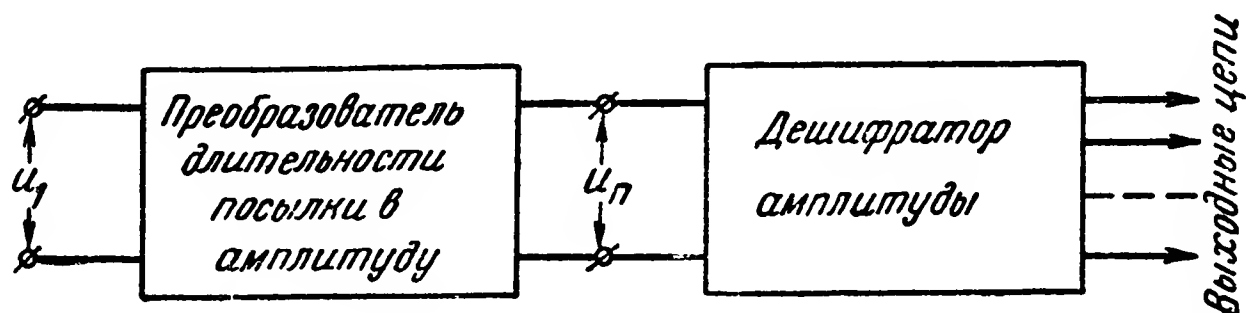 u₁
Преобразователь
длительности
посылки в
амплитуду
uп
Дешифратор
амплитуды
Выходные цепи